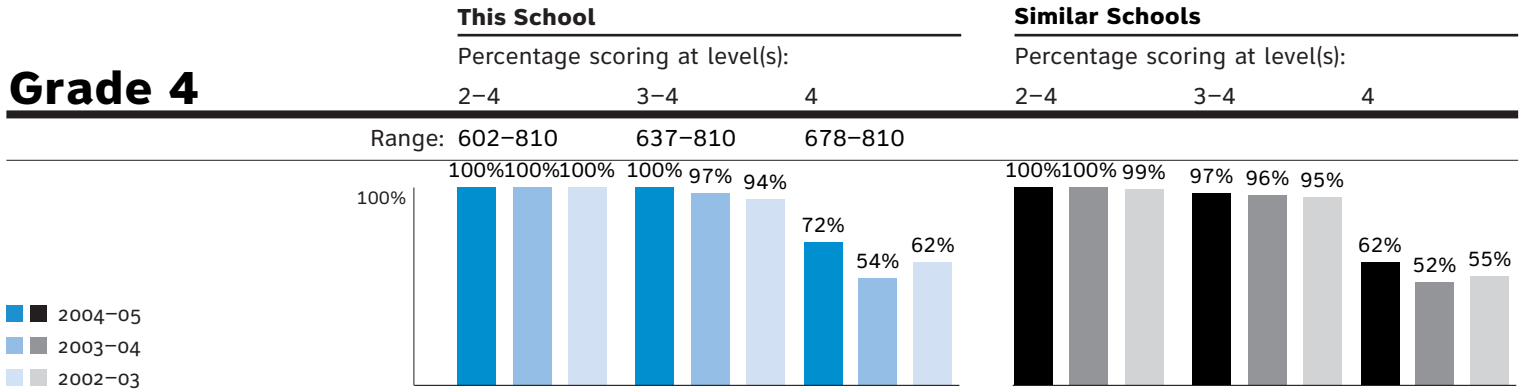 This School Similar Schools
Percentage scoring at level(s): Percentage scoring at level(s):
Grade 4 2–4 3–4 4 2–4 3–4 4
Range: 602–810 637–810 678–810
100% 100% 100% 100% 97% 94% 72% 54% 62% 100% 100% 99% 97% 96% 95% 62% 52% 55%
100%
2004–05
2003–04
2002–03